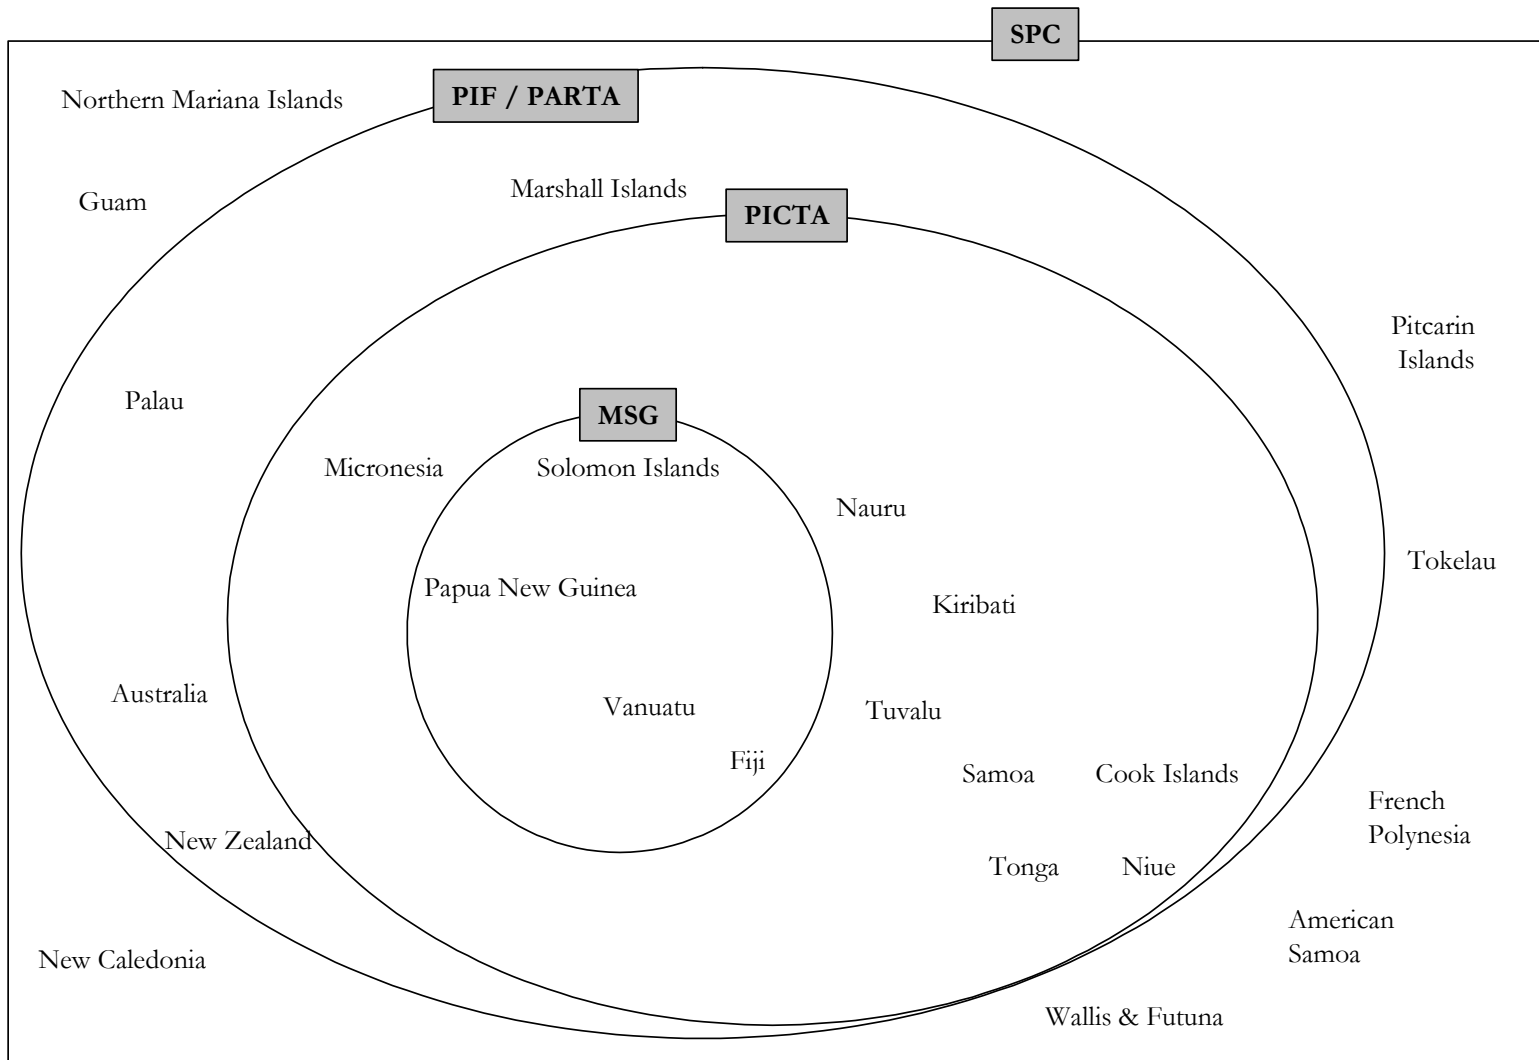 SPC
Northern Mariana Islands
PIF / PARTA
Guam
Marshall Islands
PICTA
Pitcarin
Islands
Palau
MSG
Micronesia
Solomon Islands
Nauru
Tokelau
Papua New Guinea
Kiribati
Australia
Vanuatu
Tuvalu
Fiji
Samoa
Cook Islands
French
Polynesia
New Zealand
Tonga
Niue
American
Samoa
New Caledonia
Wallis & Futuna